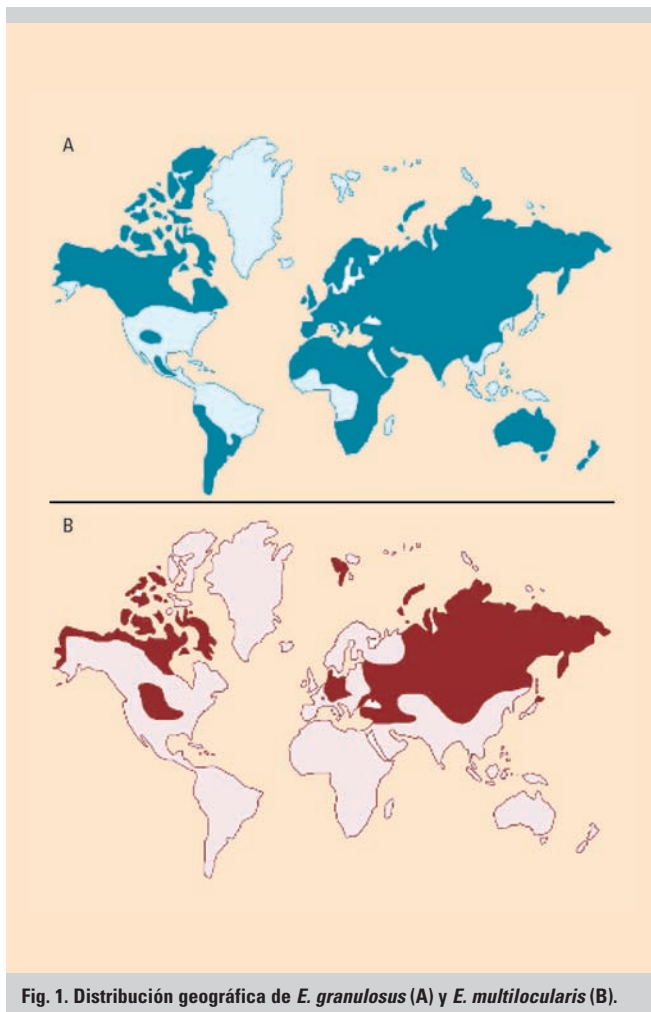 A
B
Fig. 1. Distribución geográfica de E. granulosus (A) y E. multilocularis (B).